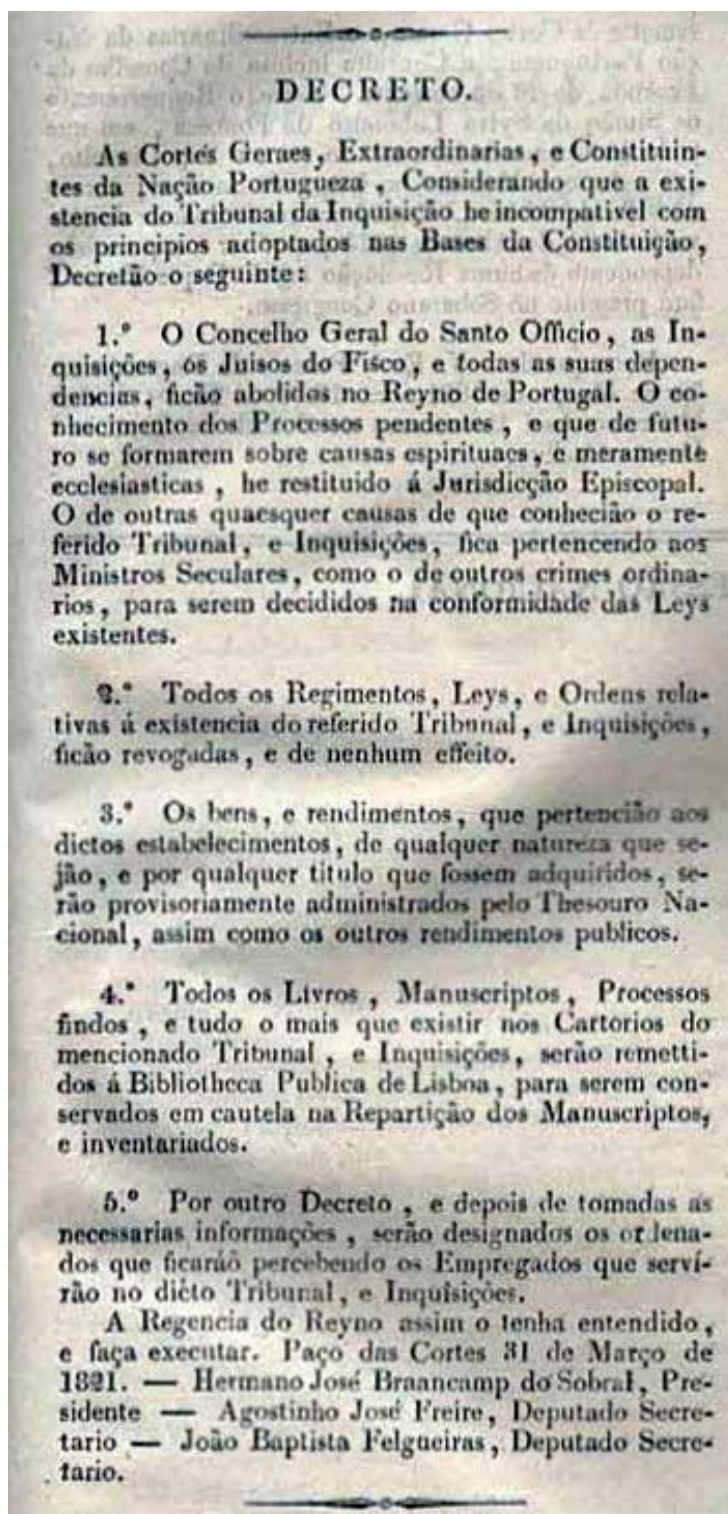 DECRETO.
As Cortes Geraes, Extraordinarias, e Constituin-
tes da Nação Portugueza, Considerando que a exi-
stencia do Tribunal da Inquisição he incompativel com
os principios adoptados nas Bases da Constituição,
Decretão o seguinte:
1.º O Concelho Geral do Santo Officio, as In-
quisições, os Juisos do Fisco, e todas as suas depen-
dencias, ficão abolidos no Reyno de Portugal. O co-
nhecimento dos Processos pendentes, e que de futu-
ro se formarem sobre causas espirituaes, e meramente
ecclesiasticas, he restituido á Jurisdicção Episcopal.
O de outras quaesquer causas de que conhecião o re-
ferido Tribunal, e Inquisições, fica pertencendo aos
Ministros Seculares, como o de outros crimes ordina-
rios, para serem decididos na conformidade das Leys
existentes.
2.º Todos os Regimentos, Leys, e Ordens rela-
tivas á existencia do referido Tribunal, e Inquisições,
ficão revogadas, e de nenhum effeito.
3.º Os bens, e rendimentos, que pertencião aos
dictos estabelecimentos, de qualquer natureza que se-
jão, e por qualquer titulo que fossem adquiridos, se-
rão provisoriamente administrados pelo Thesouro Na-
cional, assim como os outros rendimentos publicos.
4.º Todos os Livros, Manuscriptos, Processos
findos, e tudo o mais que existir nos Cartorios do
mencionado Tribunal, e Inquisições, serão remetti-
dos á Bibliotheca Publica de Lisboa, para serem con-
servados em cautela na Repartição dos Manuscriptos,
e inventariados.
5.º Por outro Decreto, e depois de tomadas as
necessarias informações, serão designados os ordena-
dos que ficaráõ percebendo os Empregados que serví-
rão no dicto Tribunal, e Inquisições.
A Regencia do Reyno assim o tenha entendido,
e faça executar. Paço das Cortes 31 de Março de
1821. — Hermano José Braancamp do Sobral, Pre-
sidente — Agostinho José Freire, Deputado Secre-
tario — João Baptista Felgueiras, Deputado Secre-
tario.